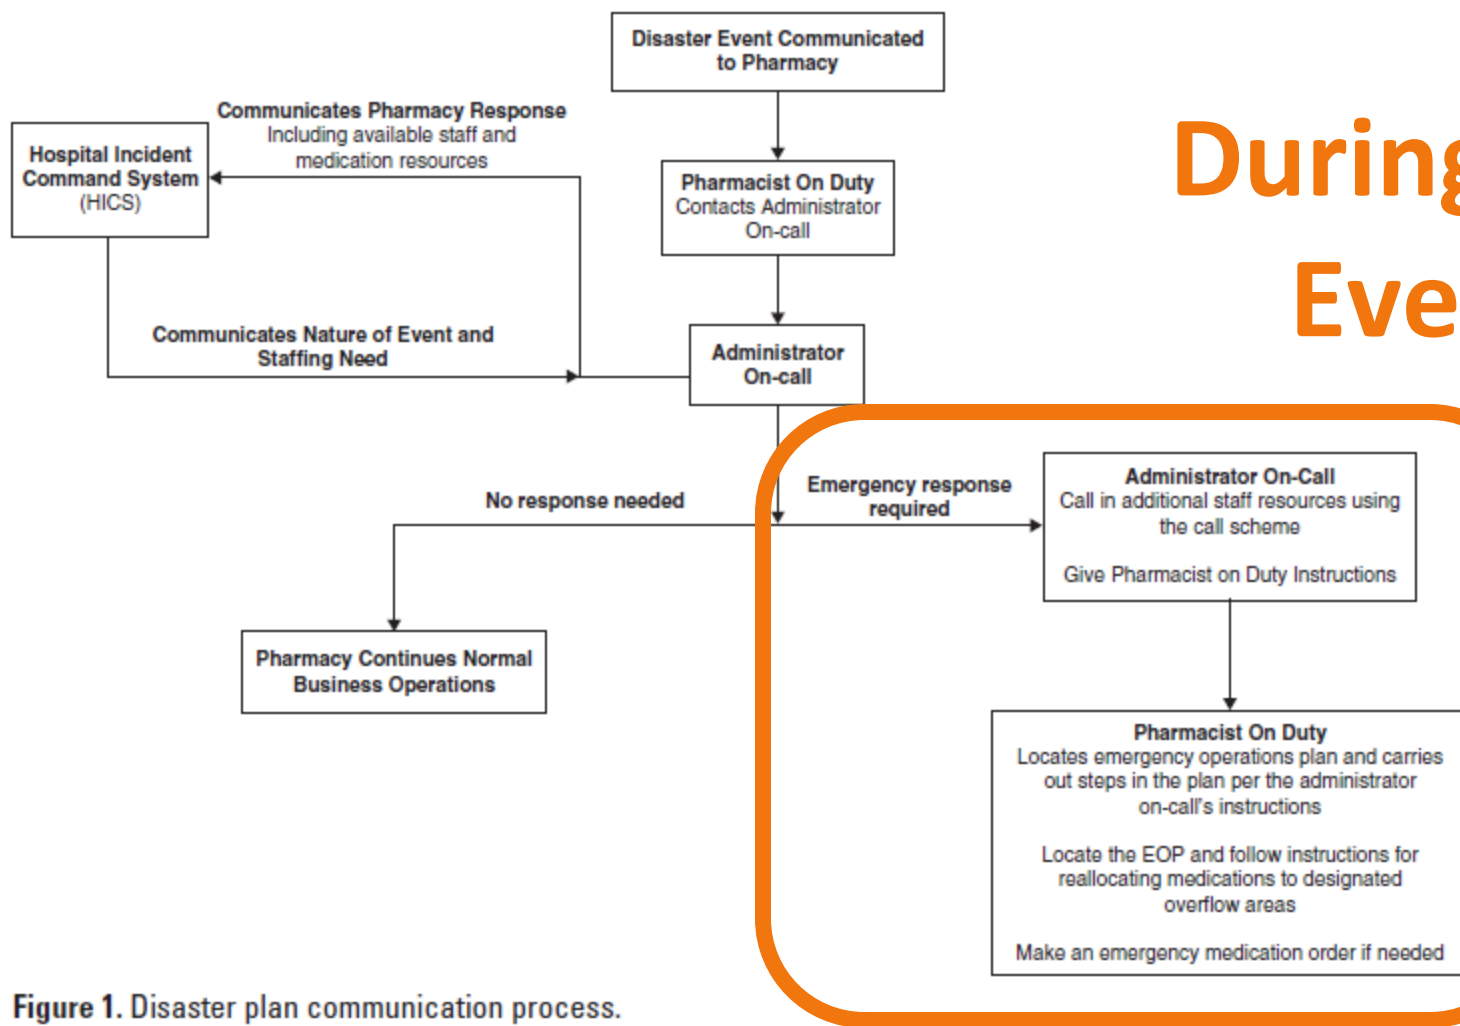 Disaster Event Communicated
to Pharmacy
During
Eve
Communicates Pharmacy Response
Including available staff and
medication resources
Hospital Incident
Command System
(HICS)
Pharmacist On Duty
Contacts Administrator
On-call
Communicates Nature of Event and
Staffing Need
Administrator
On-call
No response needed
Emergency response
required
Administrator On-Call
Call in additional staff resources using
the call scheme
Give Pharmacist on Duty Instructions
Pharmacy Continues Normal
Business Operations
Pharmacist On Duty
Locates emergency operations plan and carries
out steps in the plan per the administrator
on-call's instructions
Locate the EOP and follow instructions for
reallocating medications to designated
overflow areas
Make an emergency medication order if needed
Figure 1. Disaster plan communication process.